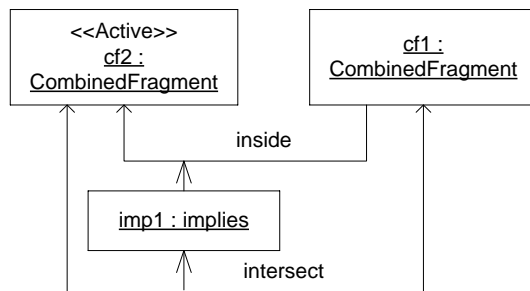 <<Active>>
cf2 :
CombinedFragment
cf1 :
CombinedFragment
inside
imp1 : implies
intersect